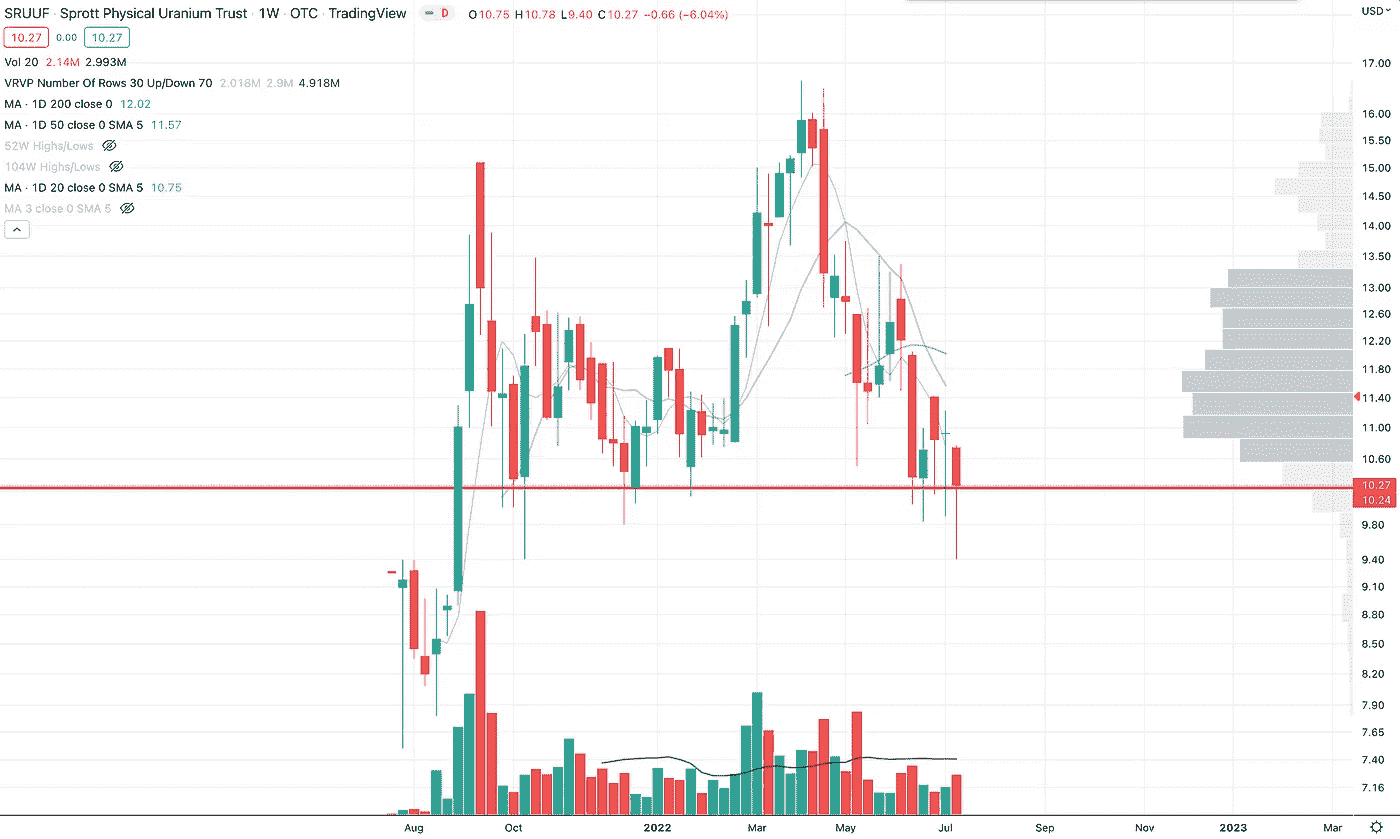 SRUUF · Sprott Physical Uranium Trust · 1W · OTC · TradingView D O10.75 H10.78 L9.40 C10.27 -0.66 (-6.04%) USD
10.27 0.00 10.27
Vol 20 2.14M 2.993M
VRVP Number Of Rows 30 Up/Down 70 2.018M 2.9M 4.918M
MA · 1D 200 close 0 12.02
MA · 1D 50 close 0 SMA 5 11.57
52W Highs/Lows
104W Highs/Lows
MA · 1D 20 close 0 SMA 5 10.75
MA 3 close 0 SMA 5
17.00
16.00
15.50
15.00
14.50
14.00
13.50
13.00
12.60
12.20
11.80
11.40
11.00
10.60
10.27
10.24
9.80
9.40
9.10
8.80
8.50
8.20
7.90
7.65
7.40
7.16
Aug Oct 2022 Mar May Jul Sep Nov 2023 Mar